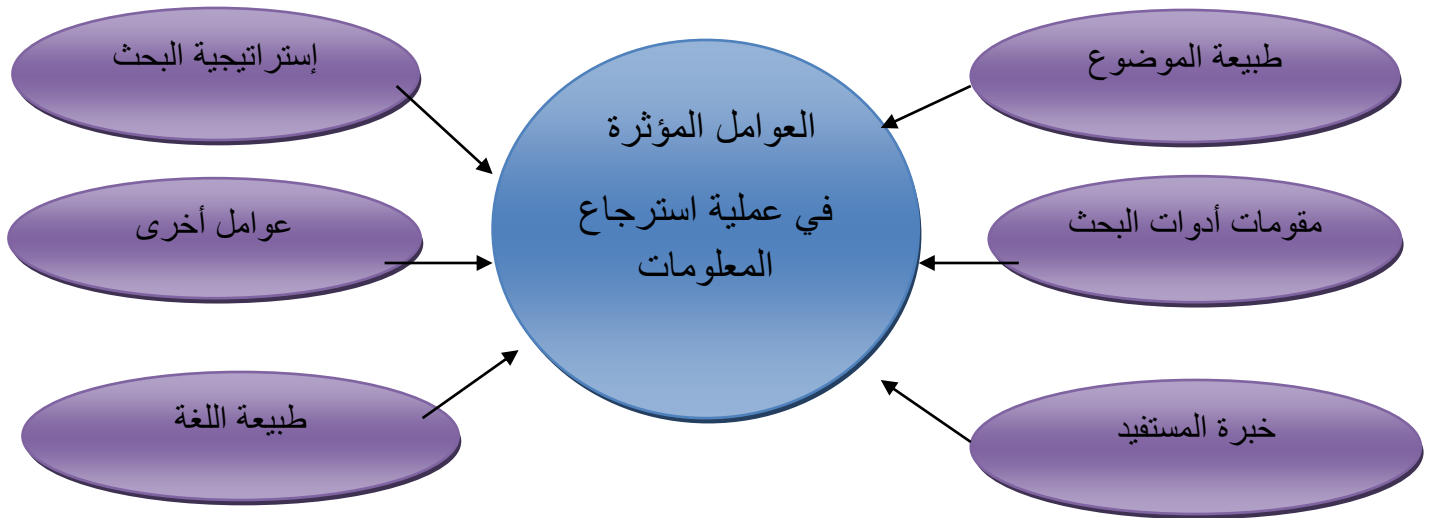 طبيعة الموضوع
إستراتيجية البحث
العوامل المؤثرة
في عملية استرجاع
المعلومات
مقومات أدوات البحث
عوامل أخرى
خبرة المستفيد
طبيعة اللغة